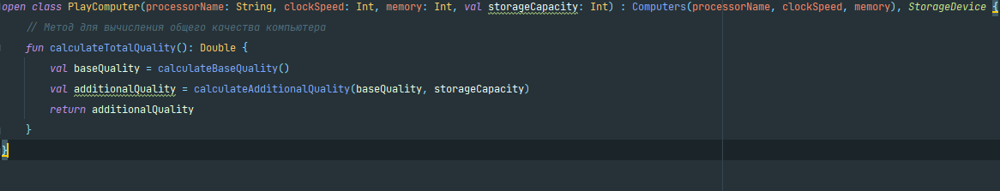 open class PlayComputer(processorName: String, clockSpeed: Int, memory: Int, val storageCapacity: Int) : Computers(processorName, clockSpeed, memory), StorageDevice {
// Метод для вычисления общего качества компьютера
fun calculateTotalQuality(): Double {
val baseQuality = calculateBaseQuality()
val additionalQuality = calculateAdditionalQuality(baseQuality, storageCapacity)
return additionalQuality
}
}